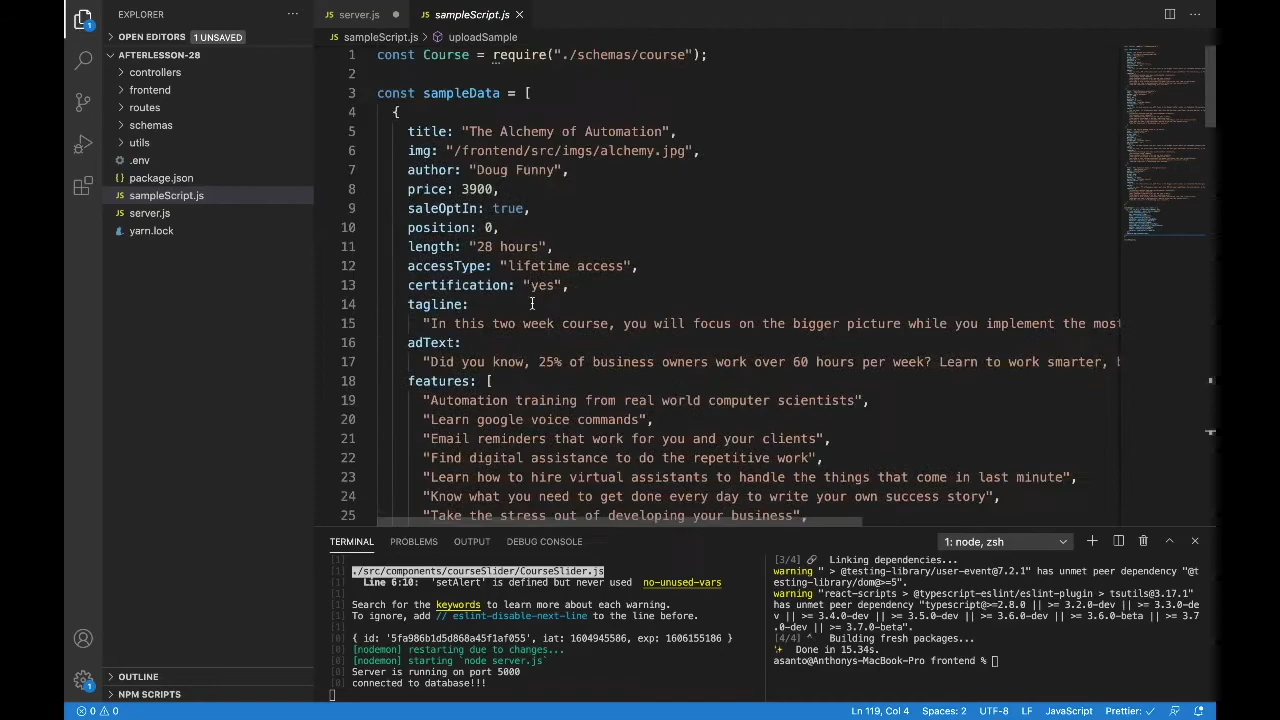 EXPLORER
OPEN EDITORS 1 UNSAVED
AFTERLESSON-28
controllers
frontend
routes
schemas
utils
.env
package.json
sampleScript.js
server.js
yarn.lock
OUTLINE
NPM SCRIPTS
server.js
sampleScript.js
sampleScript.js > uploadSample
1 const Course = require("./schemas/course");
2
3 const sampleData = [
4 {
5 title: "The Alchemy of Automation",
6 img: "/frontend/src/imgs/alchemy.jpg",
7 author: "Doug Funny",
8 price: 3900,
9 saleOptIn: true,
10 position: 0,
11 length: "28 hours",
12 accessType: "lifetime access",
13 certification: "yes",
14 tagline:
15 "In this two week course, you will focus on the bigger picture while you implement the most
16 adText:
17 "Did you know, 25% of business owners work over 60 hours per week? Learn to work smarter,
18 features: [
19 "Automation training from real world computer scientists",
20 "Learn google voice commands",
21 "Email reminders that work for you and your clients",
22 "Find digital assistance to do the repetitive work",
23 "Learn how to hire virtual assistants to handle the things that come in last minute",
24 "Know what you need to get done every day to write your own success story",
25 "Take the stress out of developing your business",
TERMINAL PROBLEMS OUTPUT DEBUG CONSOLE
1: node, zsh
[1]
[1] ./src/components/courseSlider/CourseSlider.js
[1] Line 6:10: 'setAlert' is defined but never used no-unused-vars
[1]
[1] Search for the keywords to learn more about each warning.
[1] To ignore, add // eslint-disable-next-line to the line before.
[1]
[0] { id: '5fa986b1d5d868a45f1af055', iat: 1604945586, exp: 1606155186 }
[0] [nodemon] restarting due to changes...
[0] [nodemon] starting `node server.js`
[0] Server is running on port 5000
[0] connected to database!!!
[3/4] 🔗 Linking dependencies...
warning " > @testing-library/user-event@7.2.1" has unmet peer dependency "@t
esting-library/dom@>=5".
warning "react-scripts > @typescript-eslint/eslint-plugin > tsutils@3.17.1"
has unmet peer dependency "typescript@>=2.8.0 || >= 3.2.0-dev || >= 3.3.0-de
v || >= 3.4.0-dev || >= 3.5.0-dev || >= 3.6.0-dev || >= 3.6.0-beta || >= 3.7
.0-dev || >= 3.7.0-beta".
[4/4] Building fresh packages...
✨ Done in 15.34s.
asanto@Anthonys-MacBook-Pro frontend %
0 0
Ln 119, Col 4 Spaces: 2 UTF-8 LF JavaScript Prettier: ✓